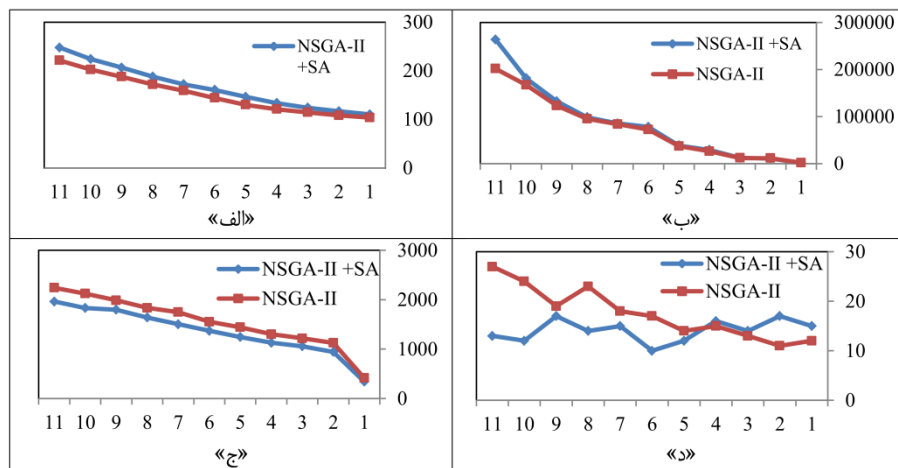 300
200
100
0
NSGA-II
+SA
NSGA-II
11 10 9 8 7 6 5 4 3 2 1
«الف»
300000
200000
100000
0
NSGA-II +SA
NSGA-II
11 10 9 8 7 6 5 4 3 2 1
«ب»
3000
2000
1000
0
NSGA-II +SA
NSGA-II
11 10 9 8 7 6 5 4 3 2 1
«ج»
30
20
10
0
NSGA-II +SA
NSGA-II
11 10 9 8 7 6 5 4 3 2 1
«د»